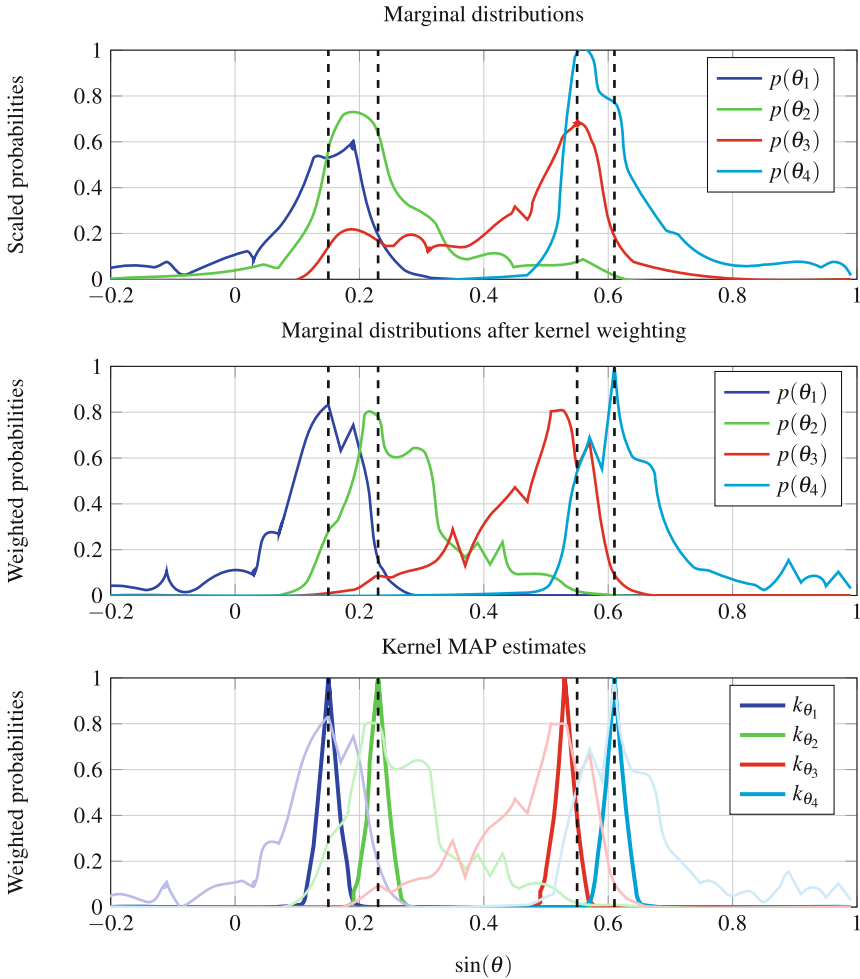 Marginal distributions
Scaled probabilities
1
0.8
0.6
0.4
0.2
0
−0.2 0 0.2 0.4 0.6 0.8 1
p(θ1)
p(θ2)
p(θ3)
p(θ4)
Marginal distributions after kernel weighting
Weighted probabilities
1
0.8
0.6
0.4
0.2
0
−0.2 0 0.2 0.4 0.6 0.8 1
p(θ1)
p(θ2)
p(θ3)
p(θ4)
Kernel MAP estimates
Weighted probabilities
1
0.8
0.6
0.4
0.2
0
−0.2 0 0.2 0.4 0.6 0.8 1
kθ1
kθ2
kθ3
kθ4
sin(θ)